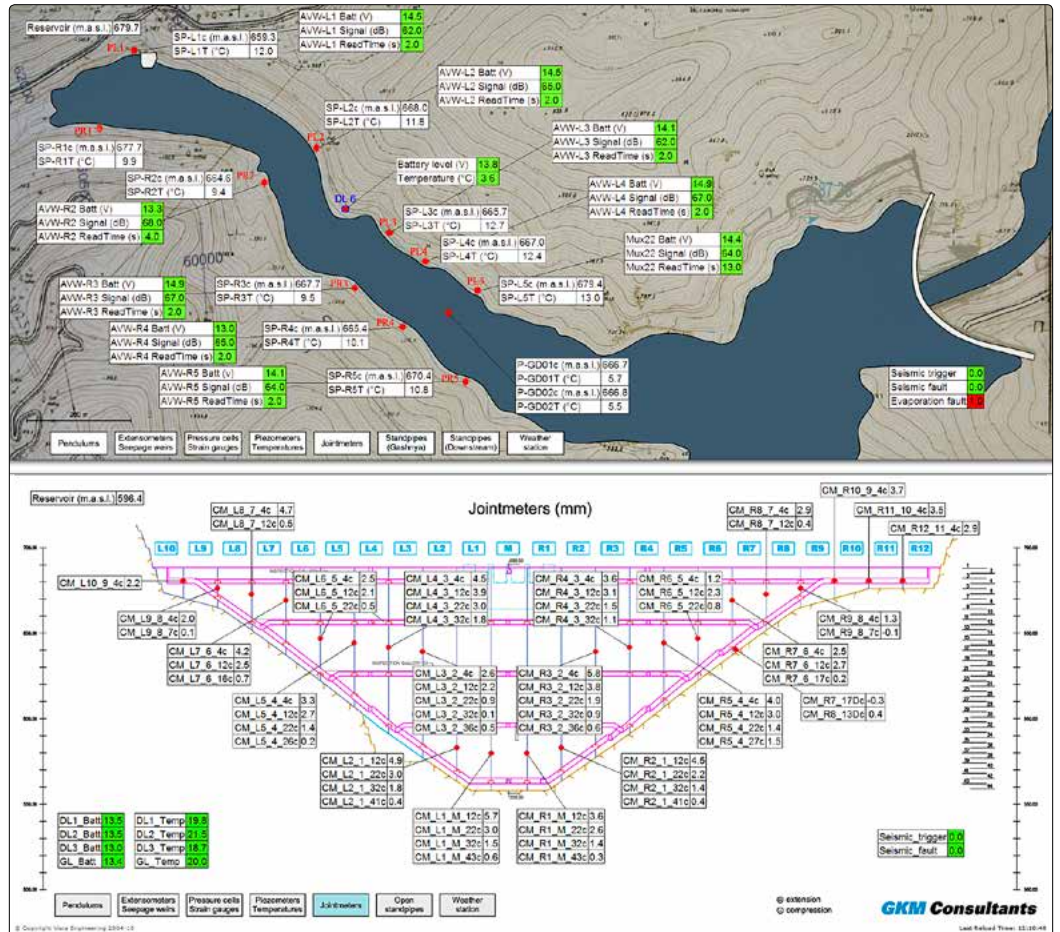 Reservoir (m.a.s.l.) 679.7
PL1
SP-L1c (m.a.s.l.) 659.3
SP-L1T (°C) 12.0
AVW-L1 Batt (V) 14.5
AVW-L1 Signal (dB) 62.0
AVW-L1 ReadTime (s) 2.0
AVW-L2 Batt (V) 14.5
AVW-L2 Signal (dB) 65.0
AVW-L2 ReadTime (s) 2.0
SP-L2c (m.a.s.l.) 668.0
SP-L2T (°C) 11.8
AVW-L3 Batt (V) 14.1
AVW-L3 Signal (dB) 62.0
AVW-L3 ReadTime (s) 2.0
PR1
SP-R1c (m.a.s.l.) 677.7
SP-R1T (°C) 9.9
PL2
Battery level (V) 13.8
Temperature (°C) 3.6
SP-R2c (m.a.s.l.) 664.6
SP-R2T (°C) 9.4
PR2
AVW-L4 Batt (V) 14.9
AVW-L4 Signal (dB) 67.0
AVW-L4 ReadTime (s) 2.0
DL 6
AVW-R2 Batt (V) 13.3
AVW-R2 Signal (dB) 68.0
AVW-R2 ReadTime (s) 4.0
SP-L3c (m.a.s.l.) 665.7
SP-L3T (°C) 12.7
PL3
SP-L4c (m.a.s.l.) 667.0
SP-L4T (°C) 12.4
PL4
Mux22 Batt (V) 14.4
Mux22 Signal (dB) 64.0
Mux22 ReadTime (s) 13.0
60000
AVW-R3 Batt (V) 14.9
AVW-R3 Signal (dB) 67.0
AVW-R3 ReadTime (s) 2.0
SP-R3c (m.a.s.l.) 667.7
SP-R3T (°C) 9.5
PR3
PL5
SP-L5c (m.a.s.l.) 679.4
SP-L5T (°C) 13.0
AVW-R4 Batt (V) 13.0
AVW-R4 Signal (dB) 65.0
AVW-R4 ReadTime (s) 2.0
SP-R4c (m.a.s.l.) 665.4
SP-R4T (°C) 10.1
PR4
AVW-R5 Batt (V) 14.1
AVW-R5 Signal (dB) 64.0
AVW-R5 ReadTime (s) 2.0
SP-R5c (m.a.s.l.) 670.4
SP-R5T (°C) 10.8
PR5
P-GD01c (m.a.s.l.) 666.7
P-GD01T (°C) 5.7
P-GD02c (m.a.s.l.) 666.8
P-GD02T (°C) 5.5
Seismic trigger 0.0
Seismic fault 0.0
Evaporation fault
Pendulums
Extensometers Seepage weirs
Pressure cells Strain gauges
Piezometers Temperatures
Jointmeters
Standpipes (Gashnya)
Standpipes (Downstream)
Weather station
Reservoir (m.a.s.l.) 596.4
Jointmeters (mm)
CM_L8_7_4c 4.7
CM_L8_7_12c 0.5
CM_R8_7_4c 2.9
CM_R8_7_12c 0.4
CM_R10_9_4c 3.7
CM_R11_10_4c 3.5
CM_R12_11_4c 2.9
L10 L9 L8 L7 L6 L5 L4 L3 L2 L1 M R1 R2 R3 R4 R5 R6 R7 R8 R9 R10 R11 R12
CM_L10_9_4c 2.2
CM_L6_5_4c 2.5
CM_L6_5_12c 2.1
CM_L6_5_22c 0.5
CM_L4_3_4c 4.5
CM_L4_3_12c 3.9
CM_L4_3_22c 3.0
CM_L4_3_32c 1.8
CM_R4_3_4c 3.6
CM_R4_3_12c 3.1
CM_R4_3_22c 1.5
CM_R4_3_32c 1.1
CM_R6_5_4c 1.2
CM_R6_5_12c 2.3
CM_R6_5_22c 0.8
CM_L9_8_4c 2.0
CM_L9_8_7c 0.1
CM_R9_8_4c 1.3
CM_R9_8_7c -0.1
CM_L7_6_4c 4.2
CM_L7_6_12c 2.5
CM_L7_6_16c 0.7
CM_R7_6_4c 2.5
CM_R7_6_12c 2.7
CM_R7_6_17c 0.2
CM_L5_4_4c 3.3
CM_L5_4_12c 2.7
CM_L5_4_22c 1.4
CM_L5_4_26c 0.2
CM_L3_2_4c 2.6
CM_L3_2_12c 2.2
CM_L3_2_22c 0.9
CM_L3_2_32c 0.1
CM_L3_2_36c 0.5
CM_R3_2_4c 5.8
CM_R3_2_12c 3.8
CM_R3_2_22c 1.9
CM_R3_2_32c 0.9
CM_R3_2_36c 0.6
CM_R5_4_4c 4.0
CM_R5_4_12c 3.0
CM_R5_4_22c 1.4
CM_R5_4_27c 1.5
CM_R7_17D -0.3
CM_R8_13D 0.4
CM_L2_1_12c 4.9
CM_L2_1_22c 3.0
CM_L2_1_32c 1.8
CM_L2_1_41c 0.4
CM_R2_1_12c 4.5
CM_R2_1_22c 2.2
CM_R2_1_32c 1.4
CM_R2_1_41c 0.4
CM_L1_M_12c 5.7
CM_L1_M_22c 3.0
CM_L1_M_32c 1.5
CM_L1_M_43c 0.6
CM_R1_M_12c 3.6
CM_R1_M_22c 2.6
CM_R1_M_32c 1.4
CM_R1_M_43c 0.3
DL1_Batt 13.5 DL1_Temp 19.8
DL2_Batt 13.5 DL2_Temp 21.5
DL3_Batt 13.0 DL3_Temp 18.7
GL_Batt 13.4 GL_Temp 20.0
Seismic_trigger 0.0
Seismic_fault 0.0
Pendulums
Extensometers Seepage weirs
Pressure cells Strain gauges
Piezometers Temperatures
Jointmeters
Open standpipes
Weather station
extension
compression
GKM Consultants